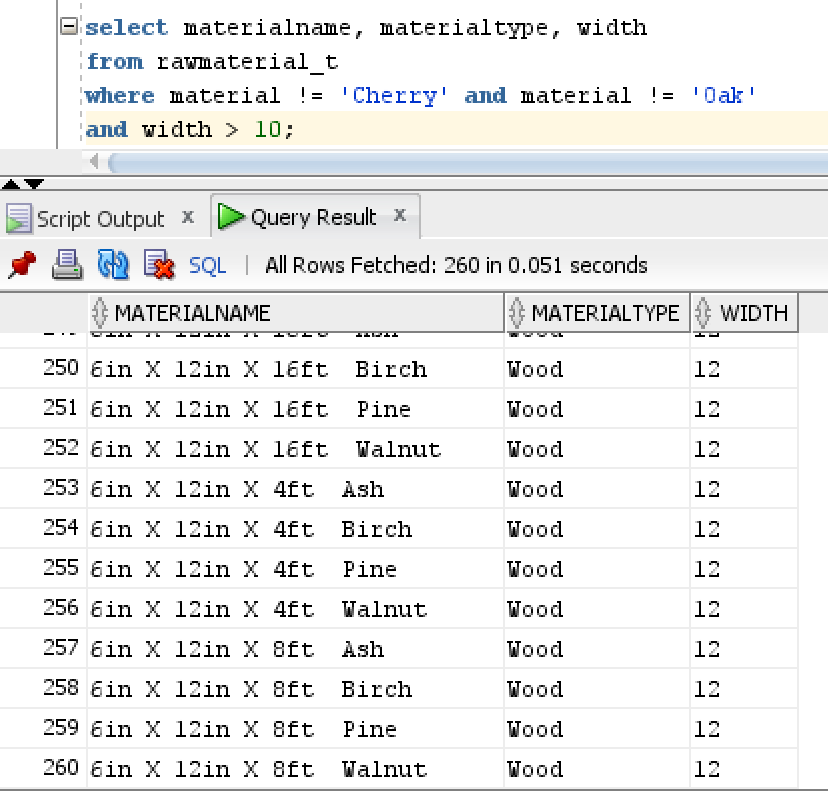 select materialname, materialtype, width
from rawmaterial_t
where material != 'Cherry' and material != 'Oak'
and width > 10;
Script Output x Query Result x
SQL | All Rows Fetched: 260 in 0.051 seconds
MATERIALNAME MATERIALTYPE WIDTH
250 6in X 12in X 16ft Birch Wood 12
251 6in X 12in X 16ft Pine Wood 12
252 6in X 12in X 16ft Walnut Wood 12
253 6in X 12in X 4ft Ash Wood 12
254 6in X 12in X 4ft Birch Wood 12
255 6in X 12in X 4ft Pine Wood 12
256 6in X 12in X 4ft Walnut Wood 12
257 6in X 12in X 8ft Ash Wood 12
258 6in X 12in X 8ft Birch Wood 12
259 6in X 12in X 8ft Pine Wood 12
260 6in X 12in X 8ft Walnut Wood 12